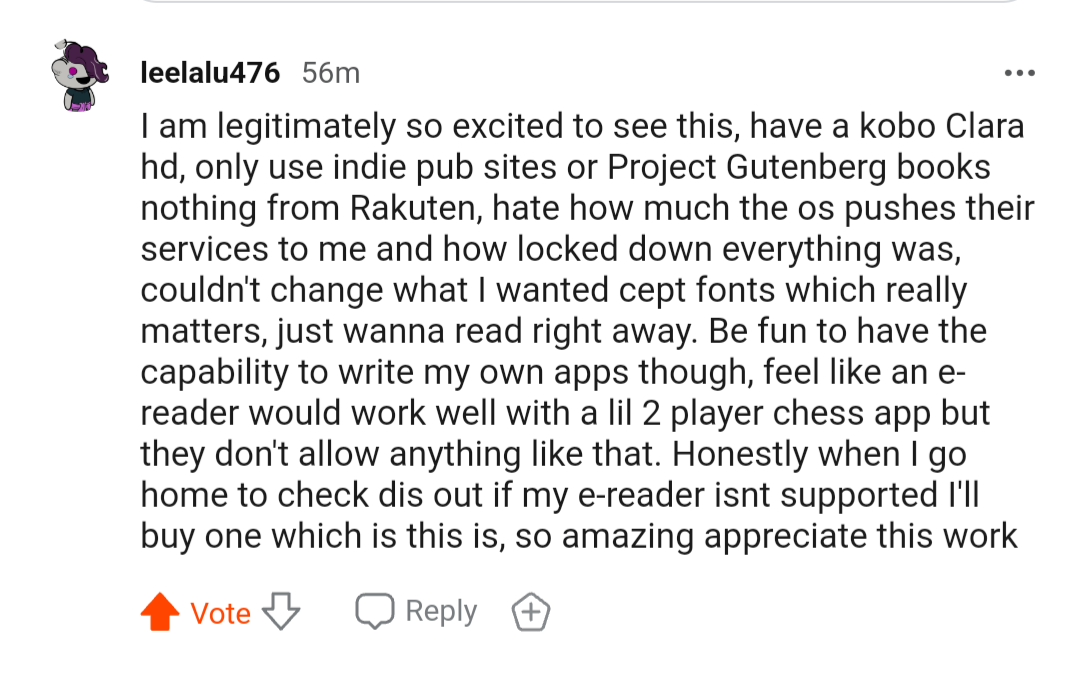 leelalu476 56m
I am legitimately so excited to see this, have a kobo Clara
hd, only use indie pub sites or Project Gutenberg books
nothing from Rakuten, hate how much the os pushes their
services to me and how locked down everything was,
couldn't change what I wanted cept fonts which really
matters, just wanna read right away. Be fun to have the
capability to write my own apps though, feel like an e-
reader would work well with a lil 2 player chess app but
they don't allow anything like that. Honestly when I go
home to check dis out if my e-reader isnt supported I'll
buy one which is this is, so amazing appreciate this work
Vote Reply